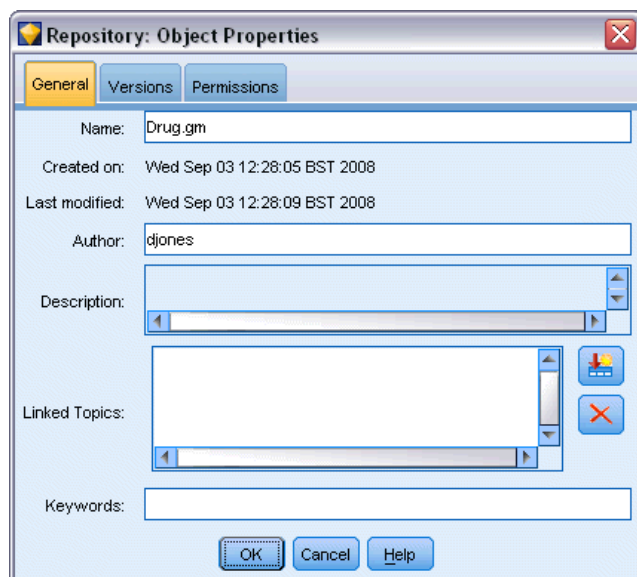 Repository: Object Properties
General Versions Permissions
Name: Drug.gm
Created on: Wed Sep 03 12:28:05 BST 2008
Last modified: Wed Sep 03 12:28:09 BST 2008
Author: djones
Description:
Linked Topics:
Keywords:
OK Cancel Help